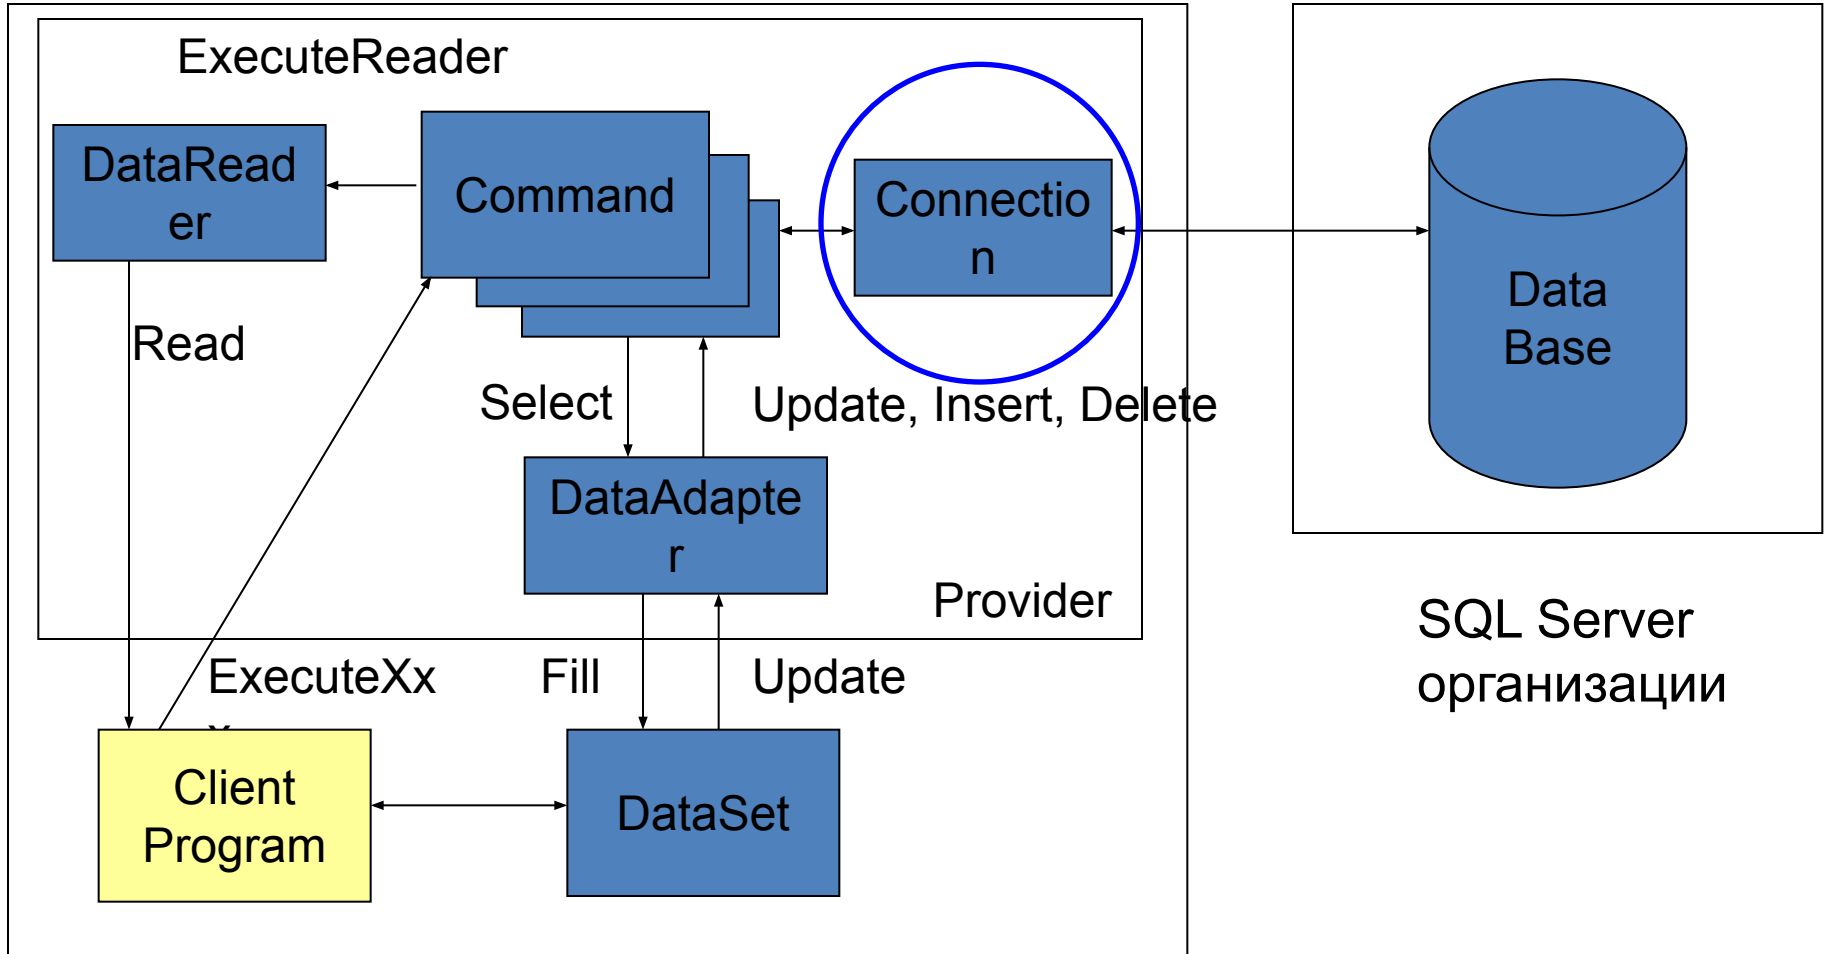 ExecuteReader
DataRead
er
Command
Connectio
n
Data
Base
Read
Select
Update, Insert, Delete
DataAdapte
r
Provider
SQL Server
организации
ExecuteXx
Fill
Update
Client
Program
DataSet